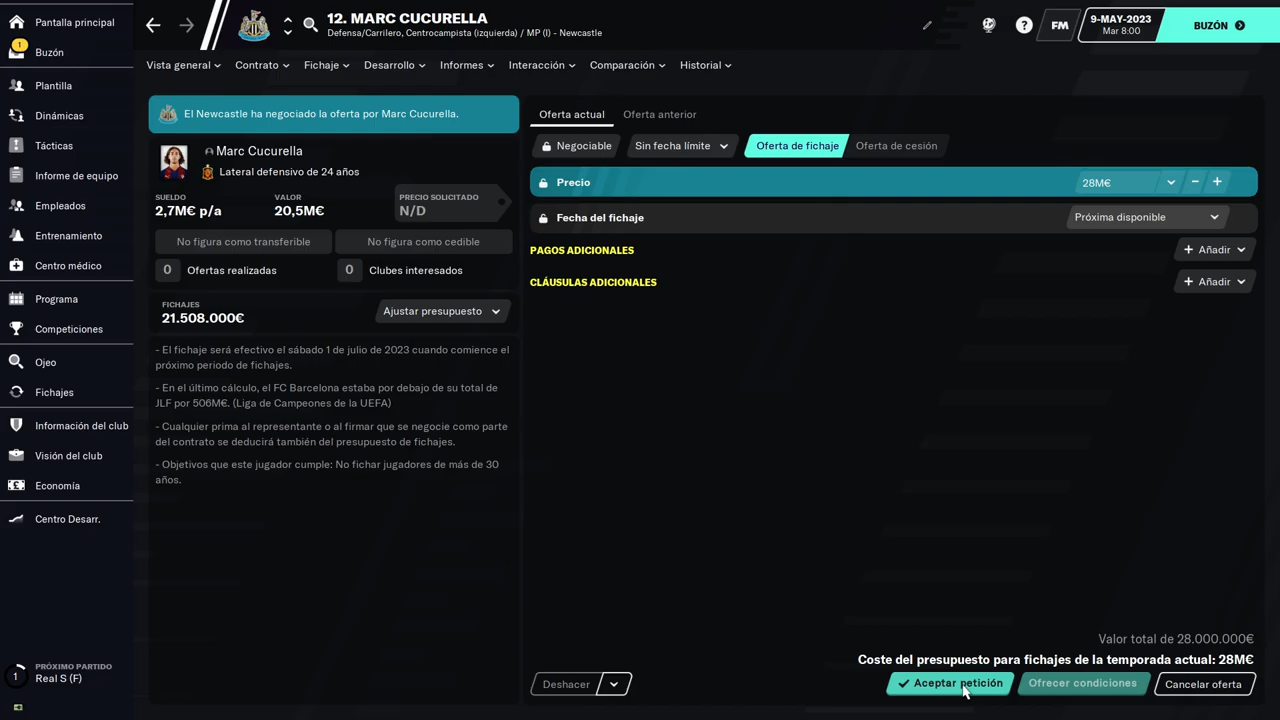 Pantalla principal
1
Buzón
Plantilla
Dinámicas
Tácticas
Informe de equipo
Empleados
Entrenamiento
Centro médico
Programa
Competiciones
Ojeo
Fichajes
Información del club
Visión del club
Economía
Centro Desarr.
1
PRÓXIMO PARTIDO
Real S (F)
12. MARC CUCURELLA
Defensa/Carrilero, Centrocampista (izquierda) / MP (I) - Newcastle
FM
9-MAY-2023
Mar 8:00
BUZÓN
Vista general
Contrato
Fichaje
Desarrollo
Informes
Interacción
Comparación
Historial
El Newcastle ha negociado la oferta por Marc Cucurella.
Marc Cucurella
Lateral defensivo de 24 años
SUELDO
2,7M€ p/a
VALOR
20,5M€
PRECIO SOLICITADO
N/D
No figura como transferible
No figura como cedible
0 Ofertas realizadas
0 Clubes interesados
FICHAJES
21.508.000€
Ajustar presupuesto
- El fichaje será efectivo el sábado 1 de julio de 2023 cuando comience el
próximo periodo de fichajes.
- En el último cálculo, el FC Barcelona estaba por debajo de su total de
JLF por 506M€. (Liga de Campeones de la UEFA)
- Cualquier prima al representante o al firmar que se negocie como parte
del contrato se deducirá también del presupuesto de fichajes.
- Objetivos que este jugador cumple: No fichar jugadores de más de 30
años.
Oferta actual
Oferta anterior
Negociable
Sin fecha límite
Oferta de fichaje
Oferta de cesión
Precio
28M€
Fecha del fichaje
Próxima disponible
PAGOS ADICIONALES
Añadir
CLÁUSULAS ADICIONALES
Añadir
Valor total de 28.000.000€
Coste del presupuesto para fichajes de la temporada actual: 28M€
Deshacer
Aceptar petición
Ofrecer condiciones
Cancelar oferta